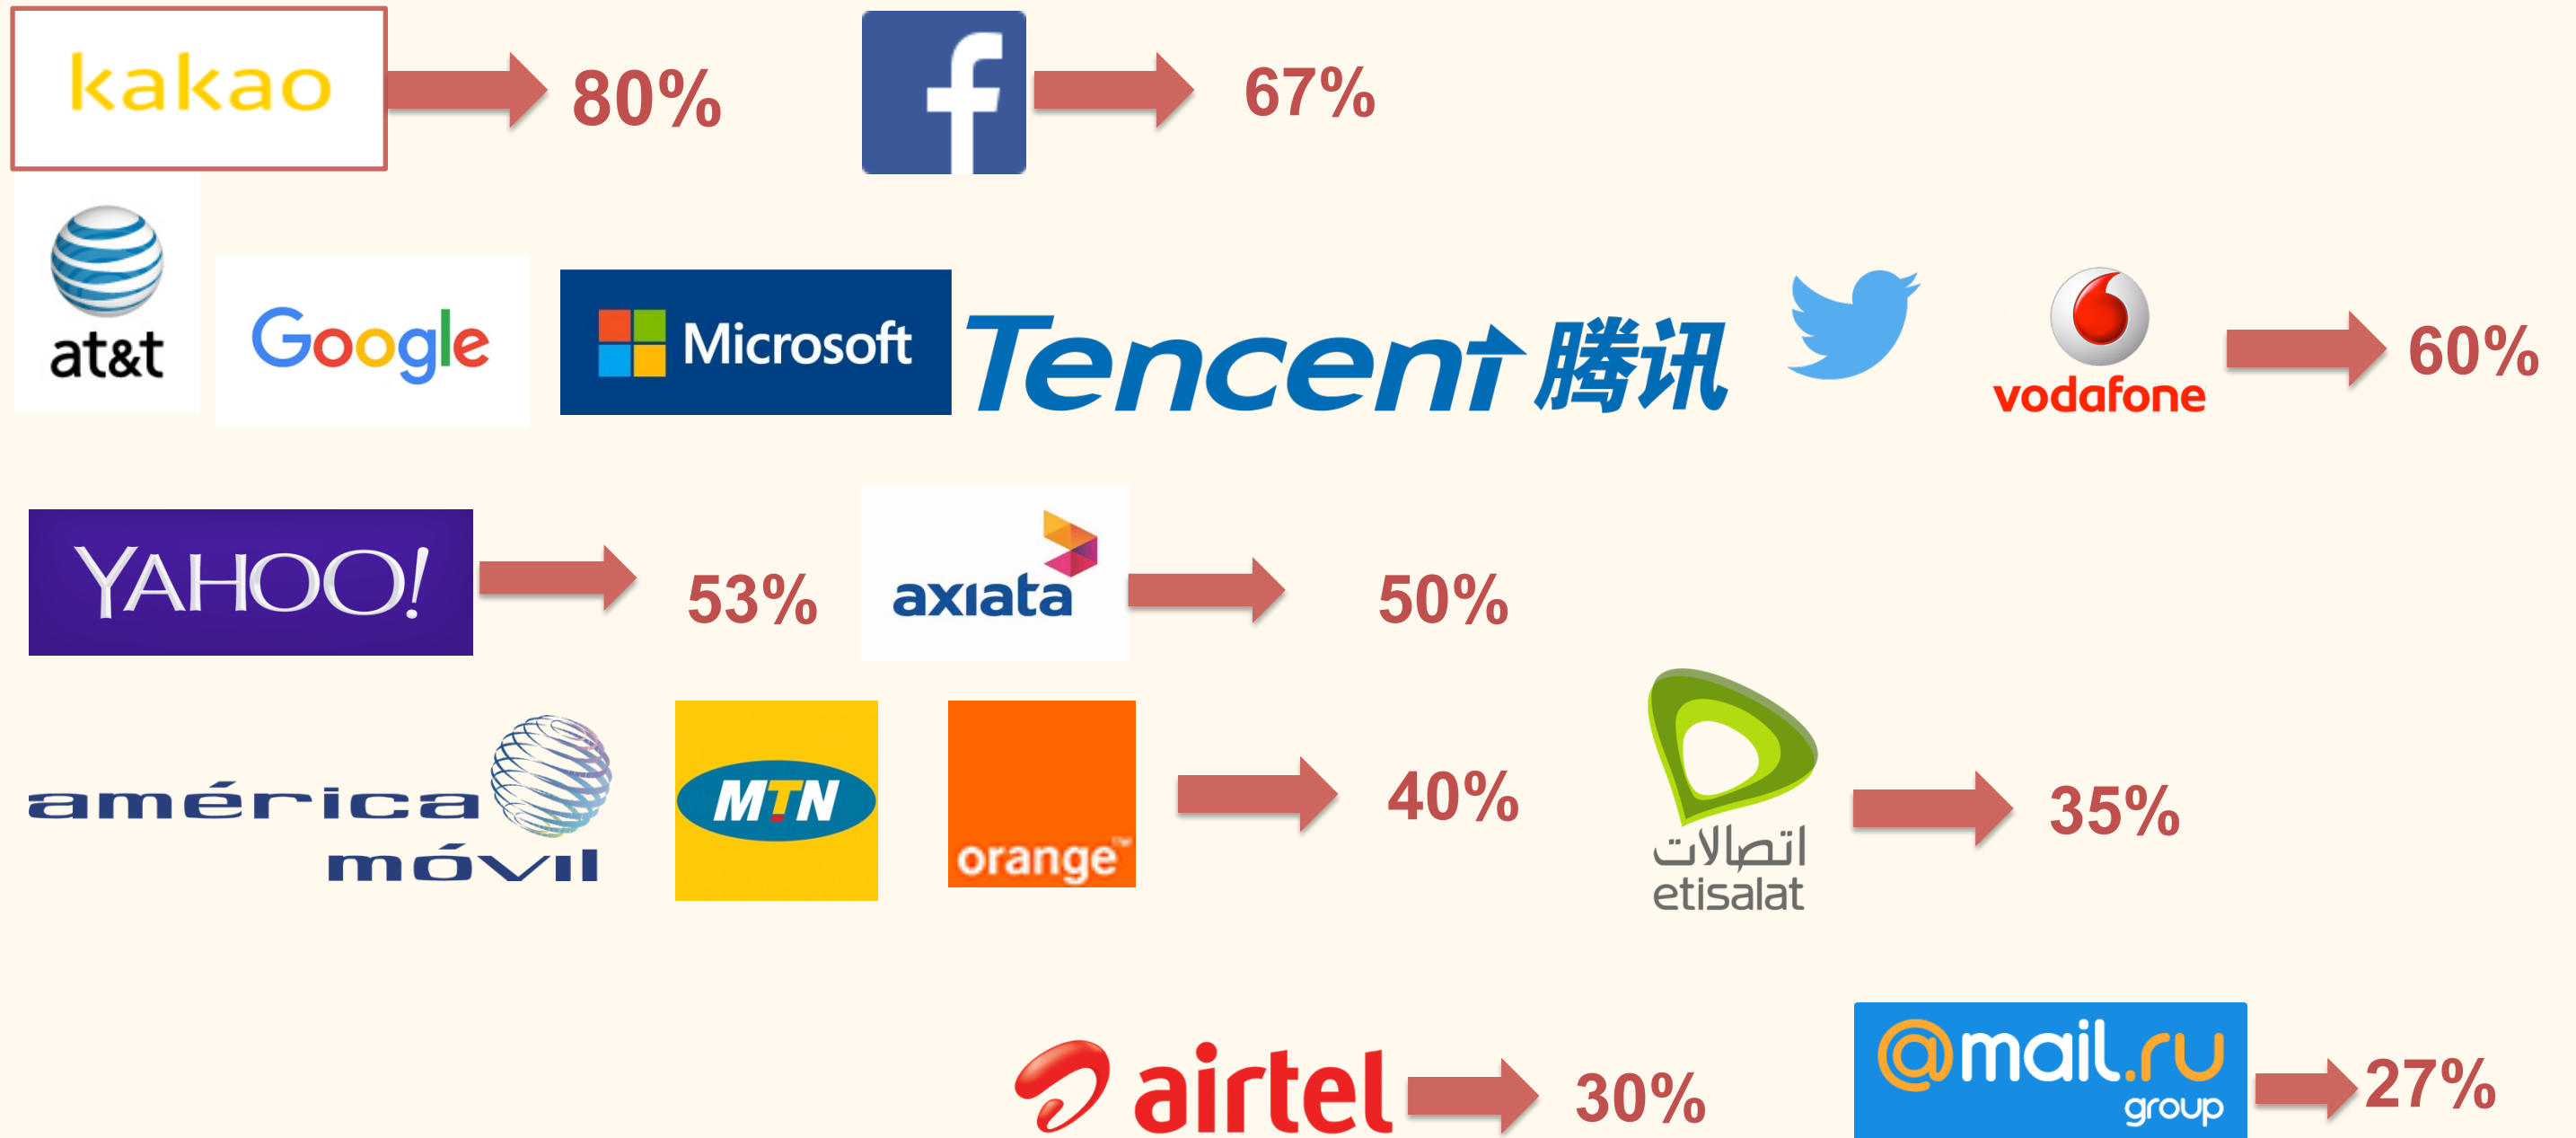 kakao
80%
f
67%
at&t
Google
Microsoft
Tencent 腾讯
vodafone
60%
YAHOO!
53%
axiata
50%
américa
móvil
MTN
orange™
40%
اتصالات
etisalat
35%
airtel
30%
@mail.ru
group
27%